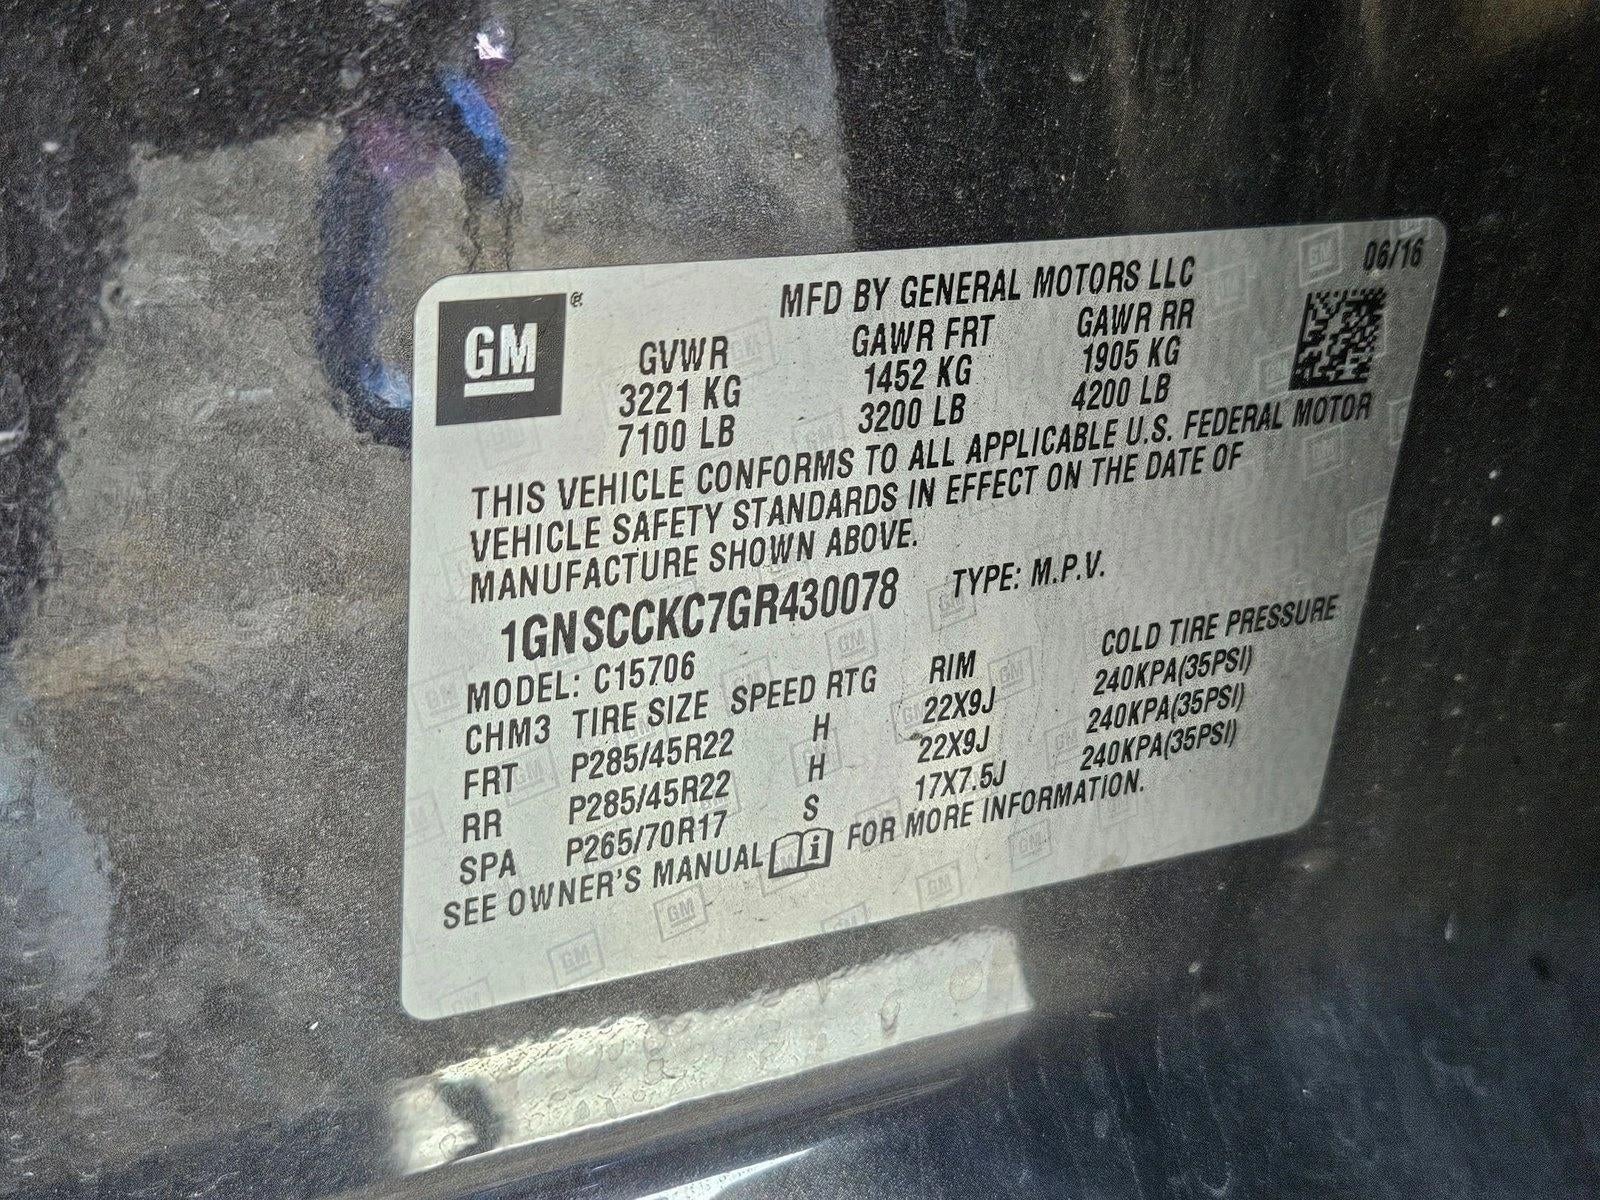 06/16
MFD BY GENERAL MOTORS LLC
GM®
GVWR GAWR FRT GAWR RR
3221 KG 1452 KG 1905 KG
7100 LB 3200 LB 4200 LB
THIS VEHICLE CONFORMS TO ALL APPLICABLE U.S. FEDERAL MOTOR
VEHICLE SAFETY STANDARDS IN EFFECT ON THE DATE OF
MANUFACTURE SHOWN ABOVE.
1GNSCCKC7GR430078 TYPE: M.P.V.
MODEL: C15706
CHM3 TIRE SIZE SPEED RTG RIM COLD TIRE PRESSURE
FRT P285/45R22 H 22X9J 240KPA(35PSI)
RR P285/45R22 H 22X9J 240KPA(35PSI)
SPA P265/70R17 S 17X7.5J 240KPA(35PSI)
SEE OWNER'S MANUAL i FOR MORE INFORMATION.